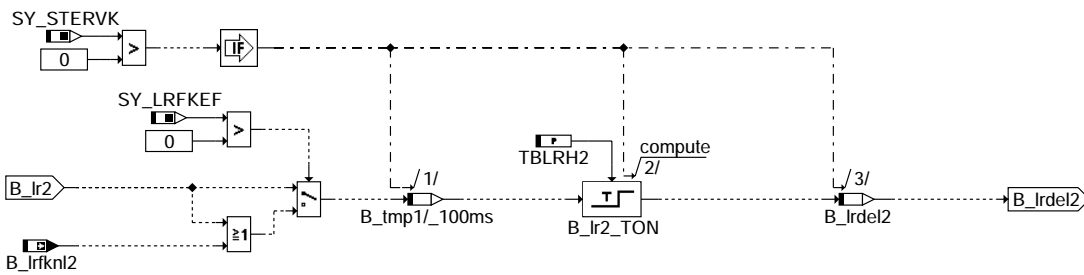 SY_STERVK
>
IF
0
SY_LRFKEF
>
0
compute
TBLRH2
2/
B_lr2
1/
T
3/
B_lrdel2
B_tmp1/_100ms
B_lr2_TON
B_lrdel2
≥1
B_lrfknl2